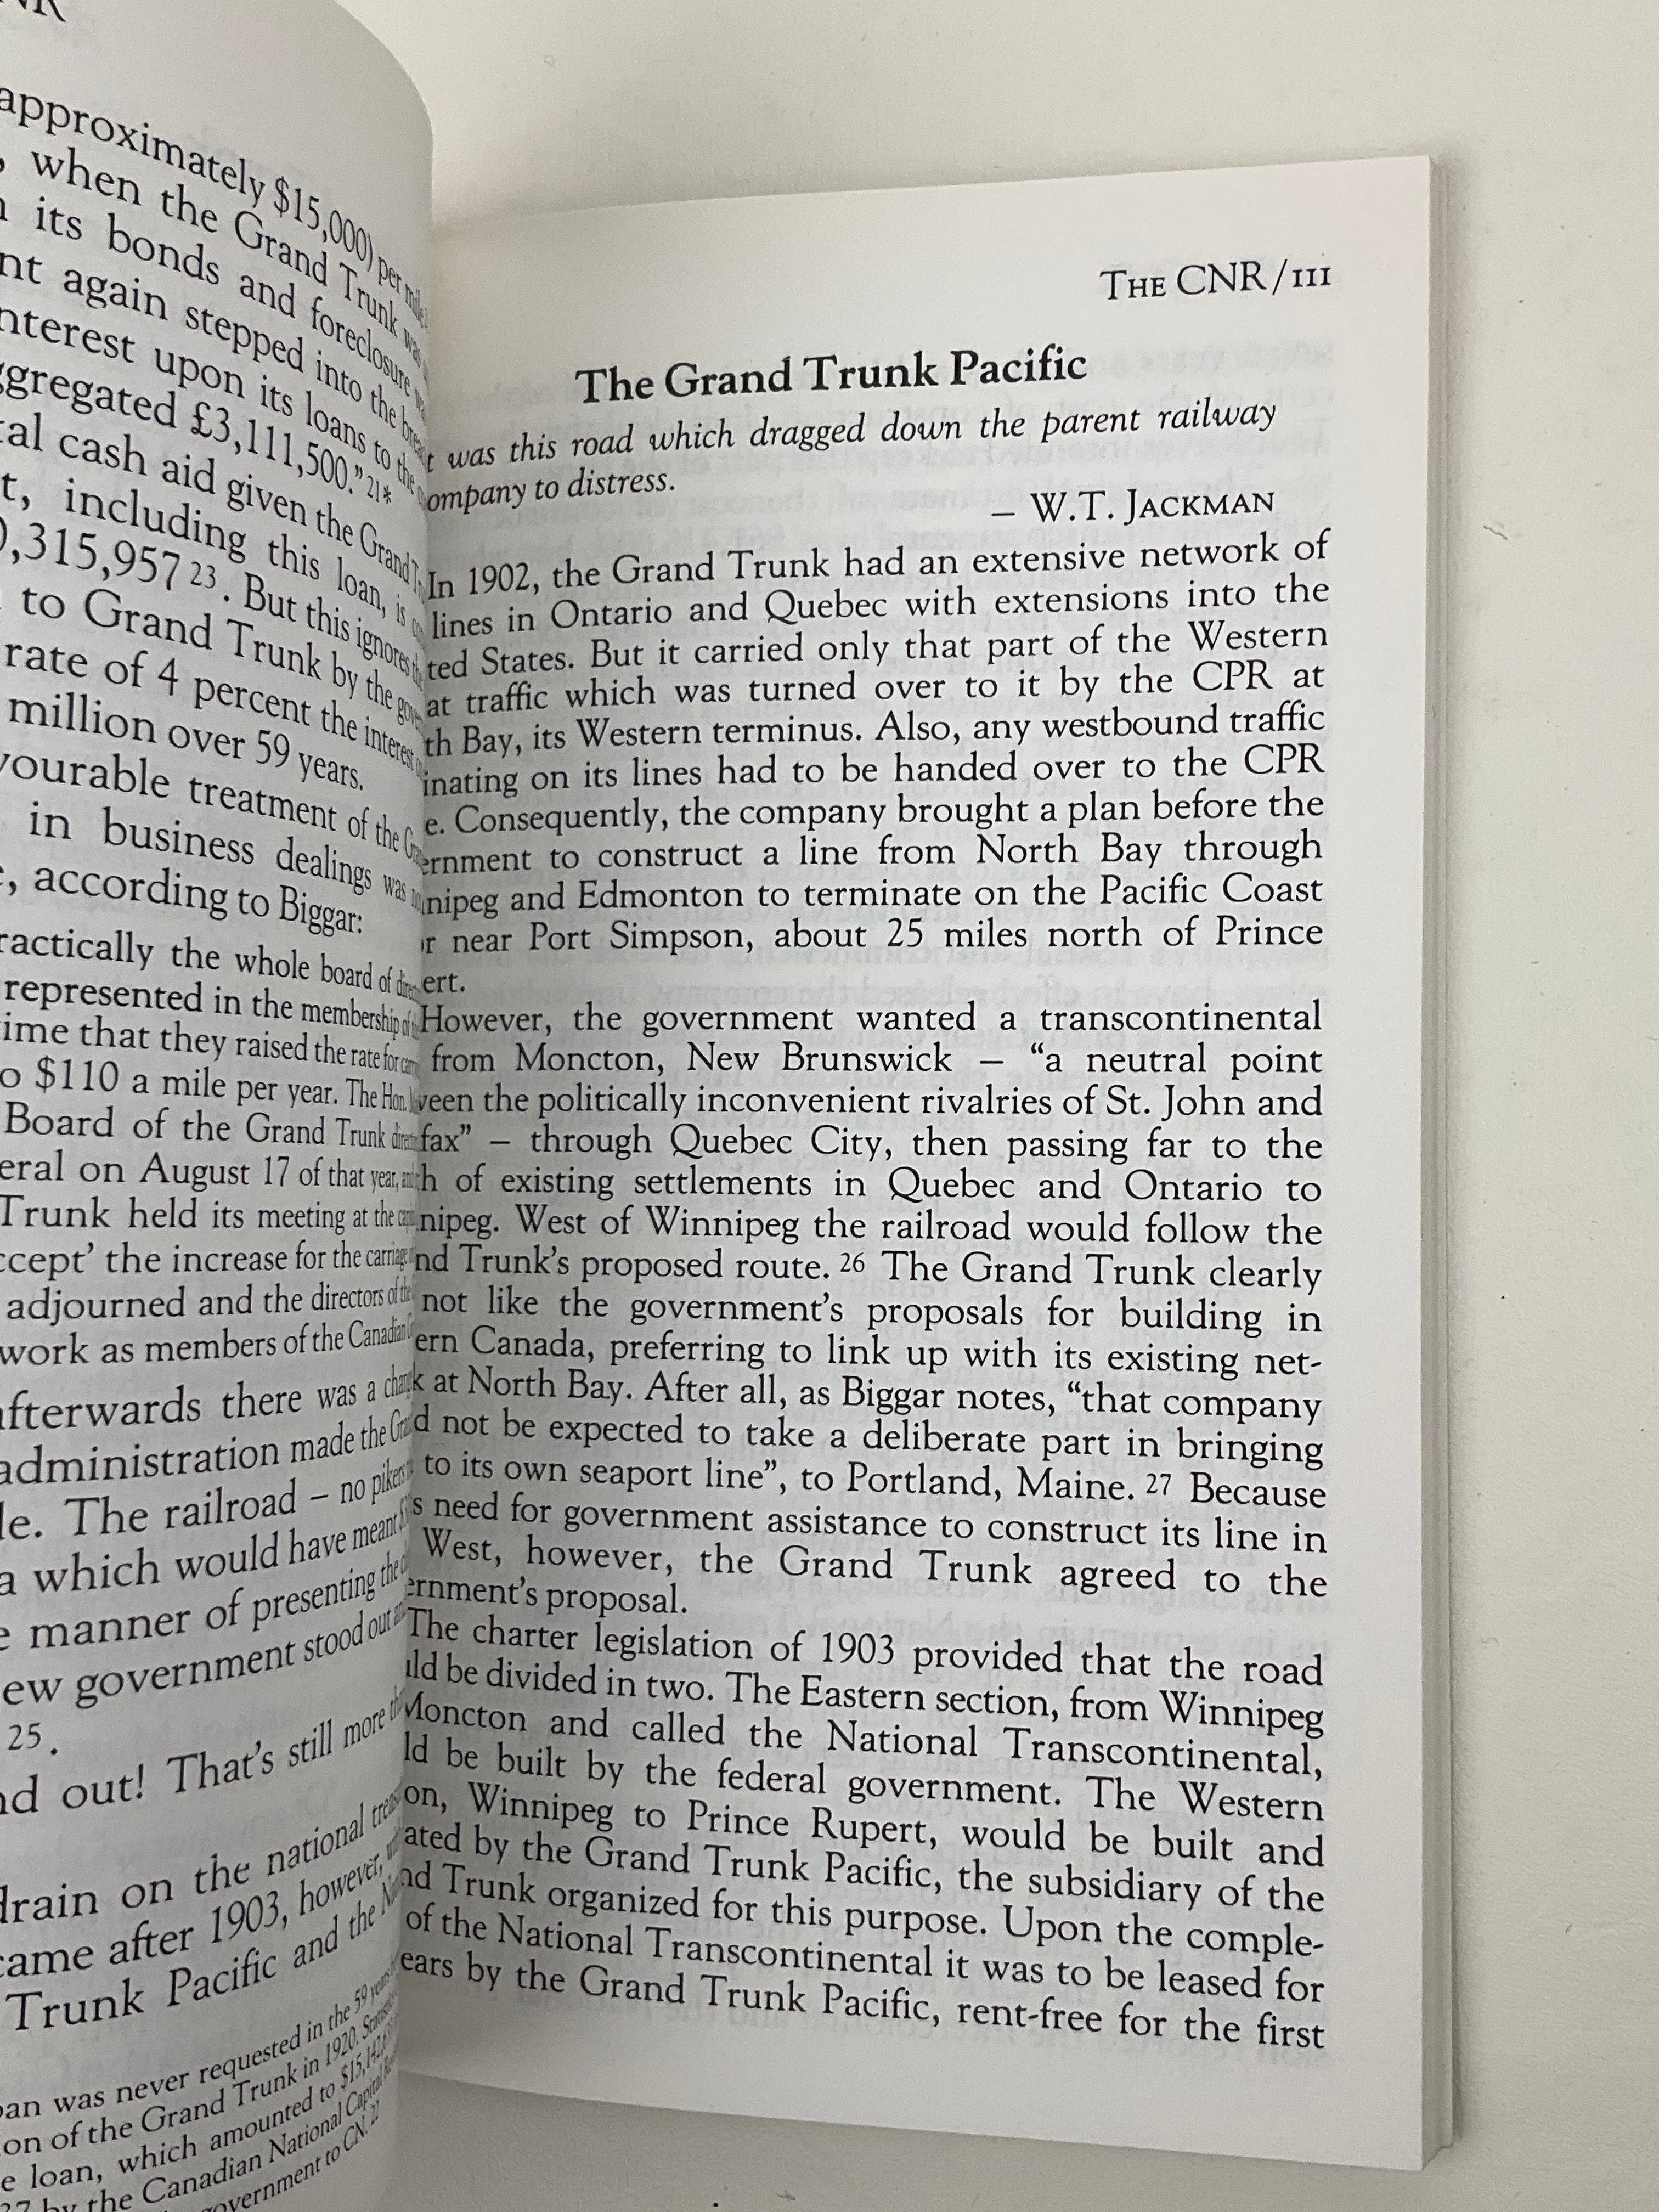 approximately $15,000) per mile
, when the Grand Trunk was
its bonds and foreclosure
nt again stepped into the
nterest upon its loans to the
ggregated £3,111,500.” 21*
tal cash aid given the Grand
t, including this loan, is
0,315,957 23. But this ignores
to Grand Trunk by the
rate of 4 percent the interest
million over 59 years.
vourable treatment of the
in business dealings was
, according to Biggar:
ractically the whole board of
represented in the membership of
ime that they raised the rate for
o $110 a mile per year. The Hon.
Board of the Grand Trunk
eral on August 17 of that year,
Trunk held its meeting at the
ccept’ the increase for the carriage
adjourned and the directors of the
work as members of the Canadian
afterwards there was a
administration made the
le. The railroad – no pikers
a which would have meant
e manner of presenting the
ew government stood out
25.
nd out! That’s still more
drain on the national
came after 1903, however,
Trunk Pacific and the
oan was never requested in the 59 years
on of the Grand Trunk in 1920.
e loan, which amounted to
by the Canadian National Capital
government to CN. 22
THE CNR/111
The Grand Trunk Pacific
t was this road which dragged down the parent railway
ompany to distress.
– W.T. JACKMAN
In 1902, the Grand Trunk had an extensive network of
lines in Ontario and Quebec with extensions into the
ted States. But it carried only that part of the Western
at traffic which was turned over to it by the CPR at
th Bay, its Western terminus. Also, any westbound traffic
inating on its lines had to be handed over to the CPR
e. Consequently, the company brought a plan before the
ernment to construct a line from North Bay through
nipeg and Edmonton to terminate on the Pacific Coast
r near Port Simpson, about 25 miles north of Prince
ert.
However, the government wanted a transcontinental
from Moncton, New Brunswick – “a neutral point
ween the politically inconvenient rivalries of St. John and
fax” – through Quebec City, then passing far to the
h of existing settlements in Quebec and Ontario to
nipeg. West of Winnipeg the railroad would follow the
nd Trunk’s proposed route. 26 The Grand Trunk clearly
not like the government’s proposals for building in
ern Canada, preferring to link up with its existing net-
k at North Bay. After all, as Biggar notes, “that company
d not be expected to take a deliberate part in bringing
to its own seaport line”, to Portland, Maine. 27 Because
s need for government assistance to construct its line in
West, however, the Grand Trunk agreed to the
ernment’s proposal.
The charter legislation of 1903 provided that the road
uld be divided in two. The Eastern section, from Winnipeg
Moncton and called the National Transcontinental,
ld be built by the federal government. The Western
on, Winnipeg to Prince Rupert, would be built and
ated by the Grand Trunk Pacific, the subsidiary of the
nd Trunk organized for this purpose. Upon the comple-
of the National Transcontinental it was to be leased for
ears by the Grand Trunk Pacific, rent-free for the first